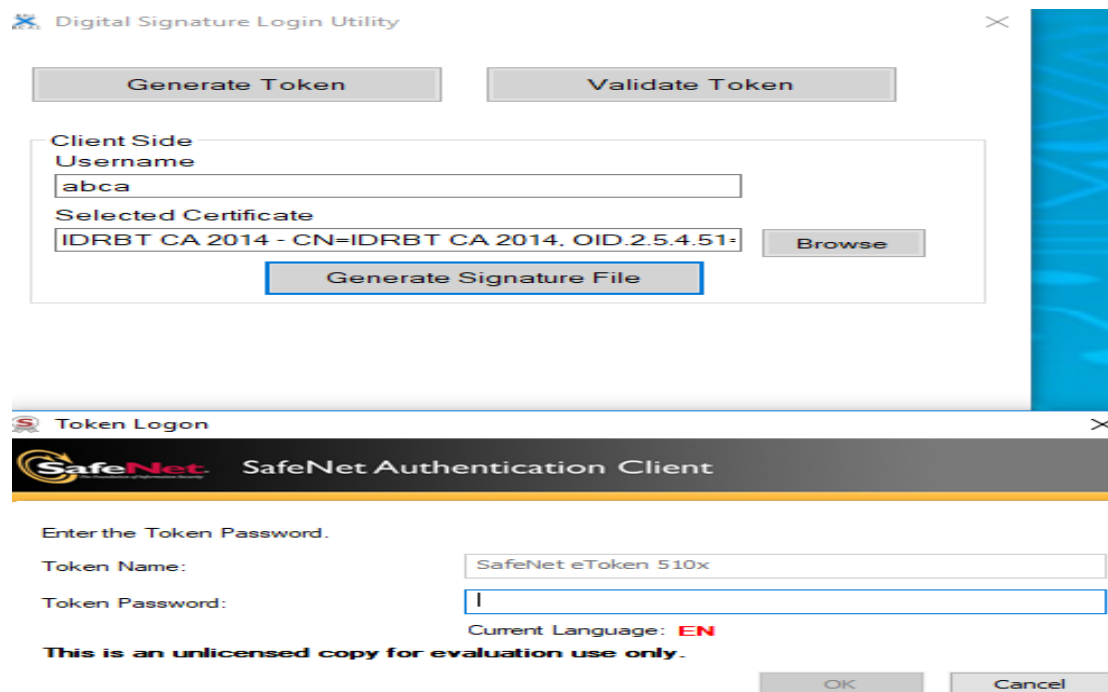 Digital Signature Login Utility
Generate Token Validate Token
Client Side
Username
abca
Selected Certificate
IDRBT CA 2014 - CN=IDRBT CA 2014, OID.2.5.4.51=
Browse
Generate Signature File
Token Logon
SafeNet. SafeNet Authentication Client
Enter the Token Password.
Token Name: SafeNet eToken 510x
Token Password:
Current Language: EN
This is an unlicensed copy for evaluation use only.
OK Cancel